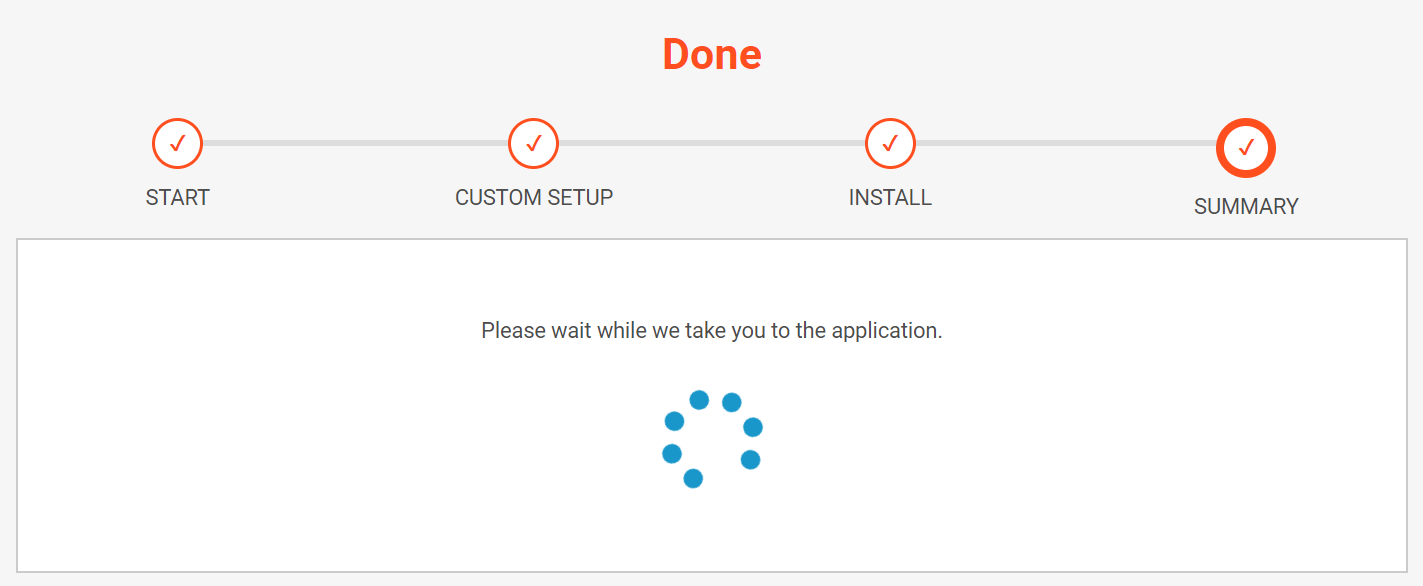 Done
START
CUSTOM SETUP
INSTALL
SUMMARY
Please wait while we take you to the application.